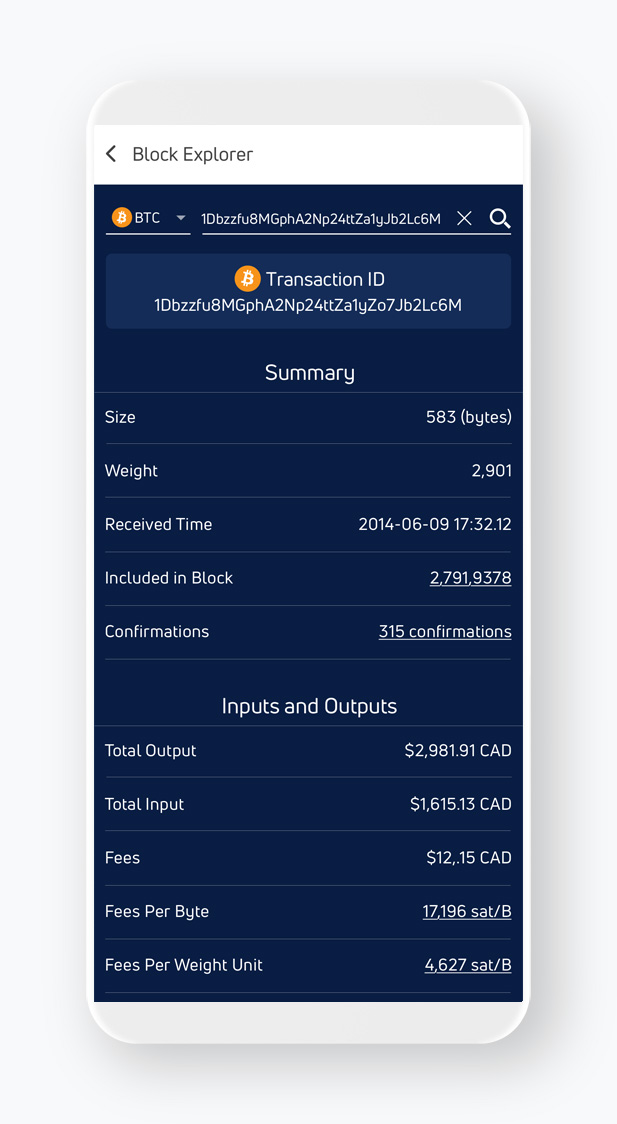 Block Explorer
BTC 1Dbzzfu8MGphA2Np24ttZa1yJb2Lc6M
Transaction ID
1Dbzzfu8MGphA2Np24ttZa1yZo7Jb2Lc6M
Summary
Size 583 (bytes)
Weight 2,901
Received Time 2014-06-09 17:32.12
Included in Block 2,791,9378
Confirmations 315 confirmations
Inputs and Outputs
Total Output $2,981.91 CAD
Total Input $1,615.13 CAD
Fees $12,.15 CAD
Fees Per Byte 17,196 sat/B
Fees Per Weight Unit 4,627 sat/B